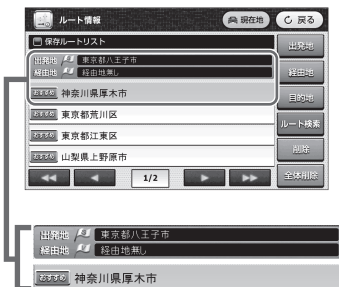 ルート情報 現在地 戻る
保存ルートリスト 出発地
出発地 東京都八王子市
経由地 経由地無し 経由地
おすすめ 神奈川県厚木市 目的地
おすすめ 東京都荒川区 ルート検索
おすすめ 東京都江東区 削除
おすすめ 山梨県上野原市
1/2 全体削除
出発地 東京都八王子市
経由地 経由地無し
おすすめ 神奈川県厚木市